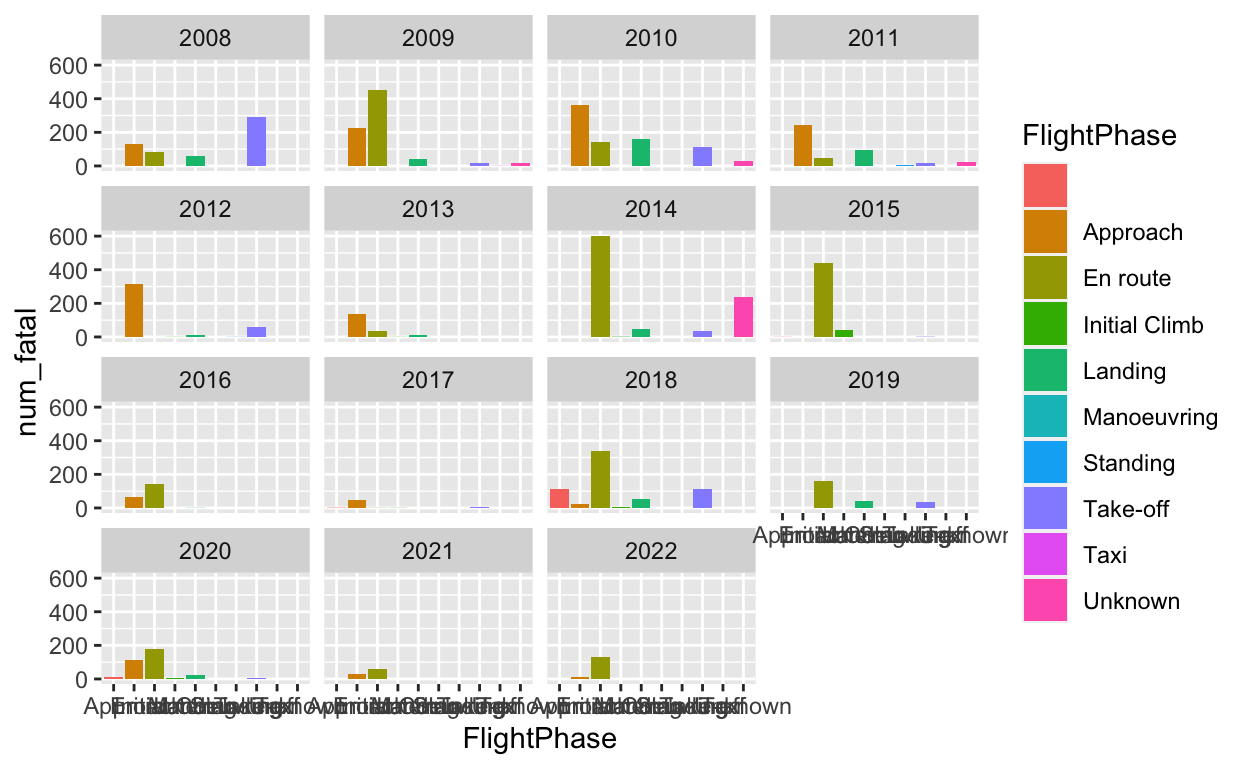 2008
2009
2010
2011
600
400
200
0
2012
2013
2014
2015
600
400
200
0
2016
2017
2018
2019
600
400
200
0
2020
2021
2022
600
400
200
0
FlightPhase
num_fatal
FlightPhase
Approach
En route
Initial Climb
Landing
Manoeuvring
Standing
Take-off
Taxi
Unknown